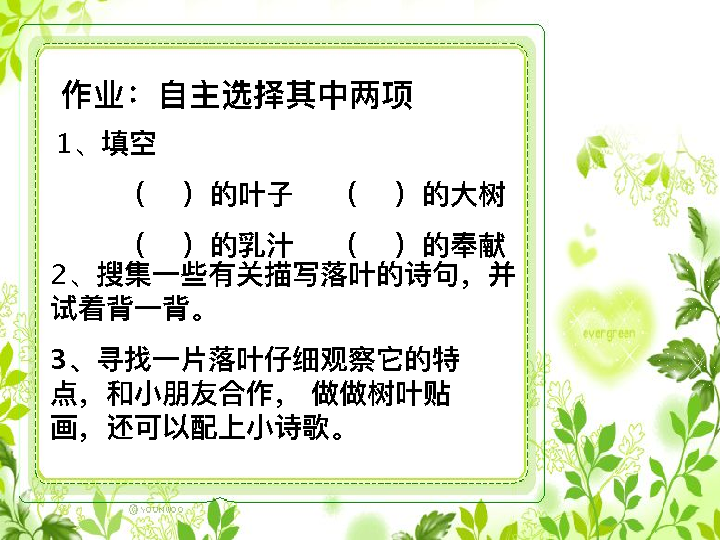 作业：自主选择其中两项
1、填空
（　）的叶子　（　）的大树
（　）的乳汁　（　）的奉献
2、搜集一些有关描写落叶的诗句，并
试着背一背。
3、寻找一片落叶仔细观察它的特
点，和小朋友合作， 做做树叶贴
画，还可以配上小诗歌。
evergreen